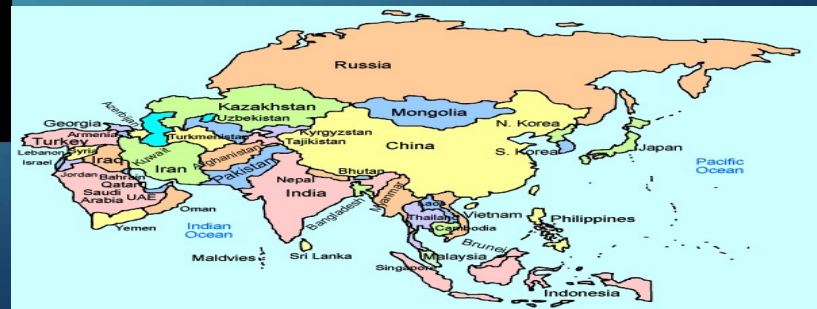 Russia
Kazakhstan
Mongolia
Azerbijan
Georgia
Uzbekistan
N. Korea
Armenia
Turkmenistan
Kyrgyzstan
Turkey
Tajikistan
China
Japan
Lebanon
Syria
Kuwait
Afghanistan
S. Korea
Israel
Iraq
Iran
Pacific
Ocean
Jordan
Bahrain
Pakistan
Bhutan
Nepal
Qatar
Saudi
Arabia
UAE
India
Myanmar
Laos
Oman
Bangladesh
Thailand
Vietnam
Philippines
Yemen
Indian
Ocean
Cambodia
Brunei
Maldvies
Sri Lanka
Malaysia
Singapore
Indonesia